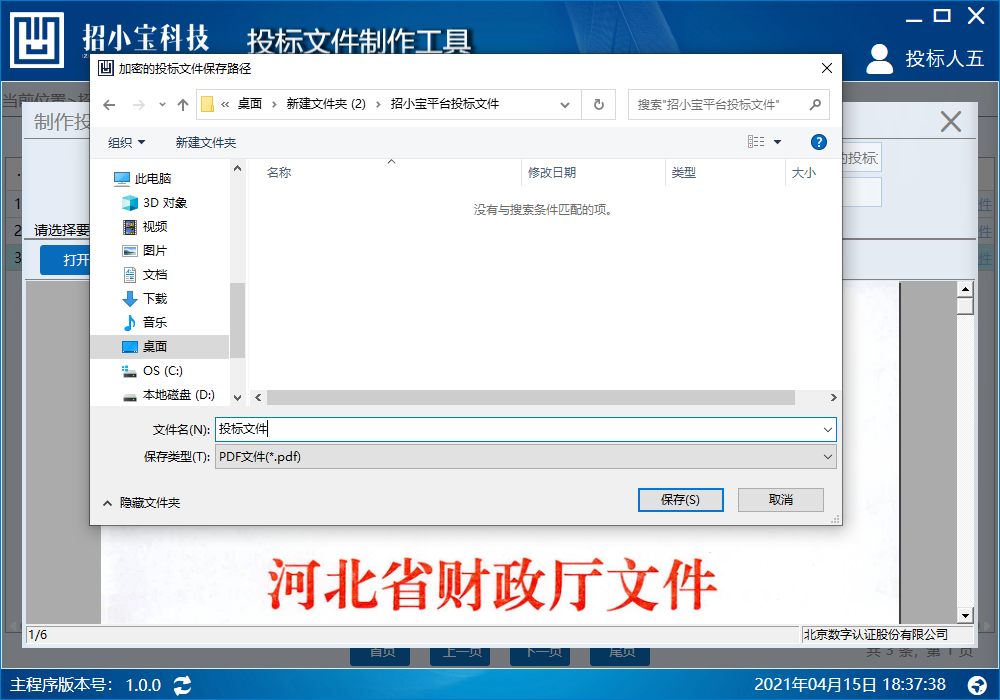 招小宝科技
投标文件制作工具
投标人五
当前位置>招
制作投
加密的投标文件保存路径
« 桌面 › 新建文件夹 (2) › 招小宝平台投标文件
搜索"招小宝平台投标文件"
组织 新建文件夹
名称 修改日期 类型 大小
没有与搜索条件匹配的项。
此电脑
3D 对象
视频
图片
文档
下载
音乐
桌面
OS (C:)
本地磁盘 (D:)
文件名(N): 投标文件
保存类型(T): PDF文件(*.pdf)
隐藏文件夹
保存(S) 取消
的投标
1 件
2 请选择要 件
3 打开 件
河北省财政厅文件
1/6
北京数字认证股份有限公司
首页 上一页 下一页 尾页
共 3 条，第 1 页
主程序版本号： 1.0.0
2021年04月15日 18:37:38